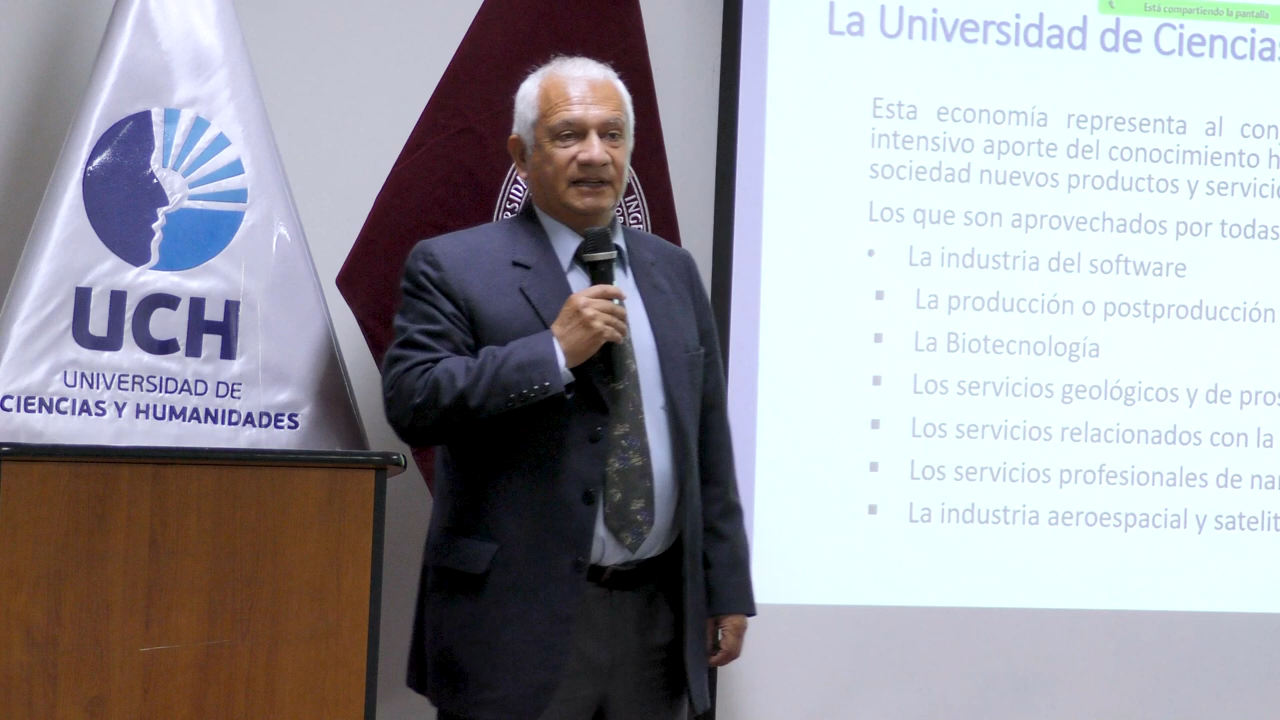 UCH
UNIVERSIDAD DE
CIENCIAS Y HUMANIDADES
INGE
Está compartiendo la pantalla
La Universidad de Ciencias
Esta economía representa al con
intensivo aporte del conocimiento h
sociedad nuevos productos y servici
Los que son aprovechados por todas
• La industria del software
▪ La producción o postproducción
▪ La Biotecnología
▪ Los servicios geológicos y de pros
▪ Los servicios relacionados con la
▪ Los servicios profesionales de na
▪ La industria aeroespacial y satelit